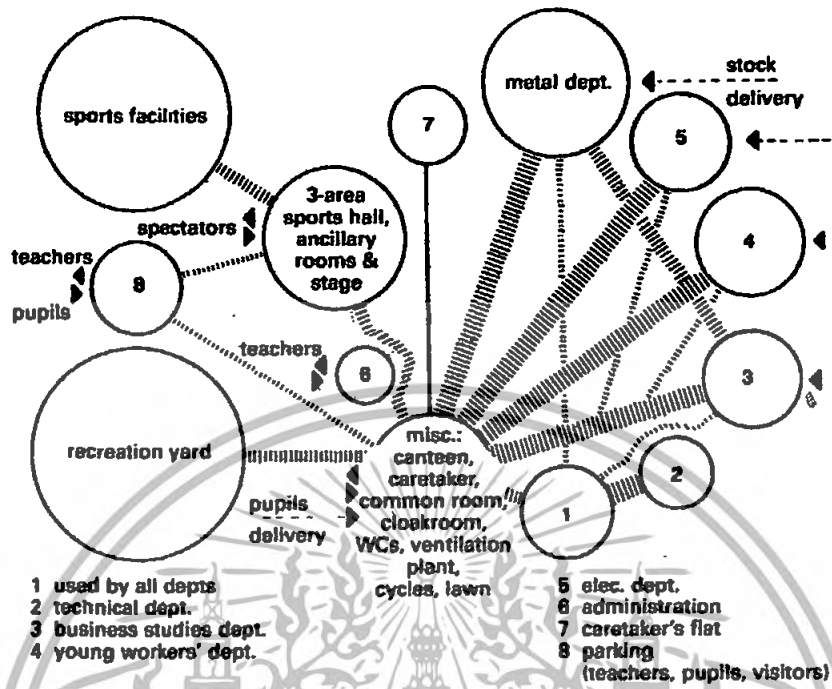 sports facilities
7
metal dept.
stock
delivery
5
3-area
sports hall,
ancillary
rooms &
stage
spectators
teachers
pupils
8
4
teachers
6
3
recreation yard
misc.:
canteen,
caretaker,
common room,
cloakroom,
WCs, ventilation
plant,
cycles, lawn
pupils
delivery
1
2
1 used by all depts
2 technical dept.
3 business studies dept.
4 young workers' dept.
5 elec. dept.
6 administration
7 caretaker's flat
8 parking
(teachers, pupils, visitors)